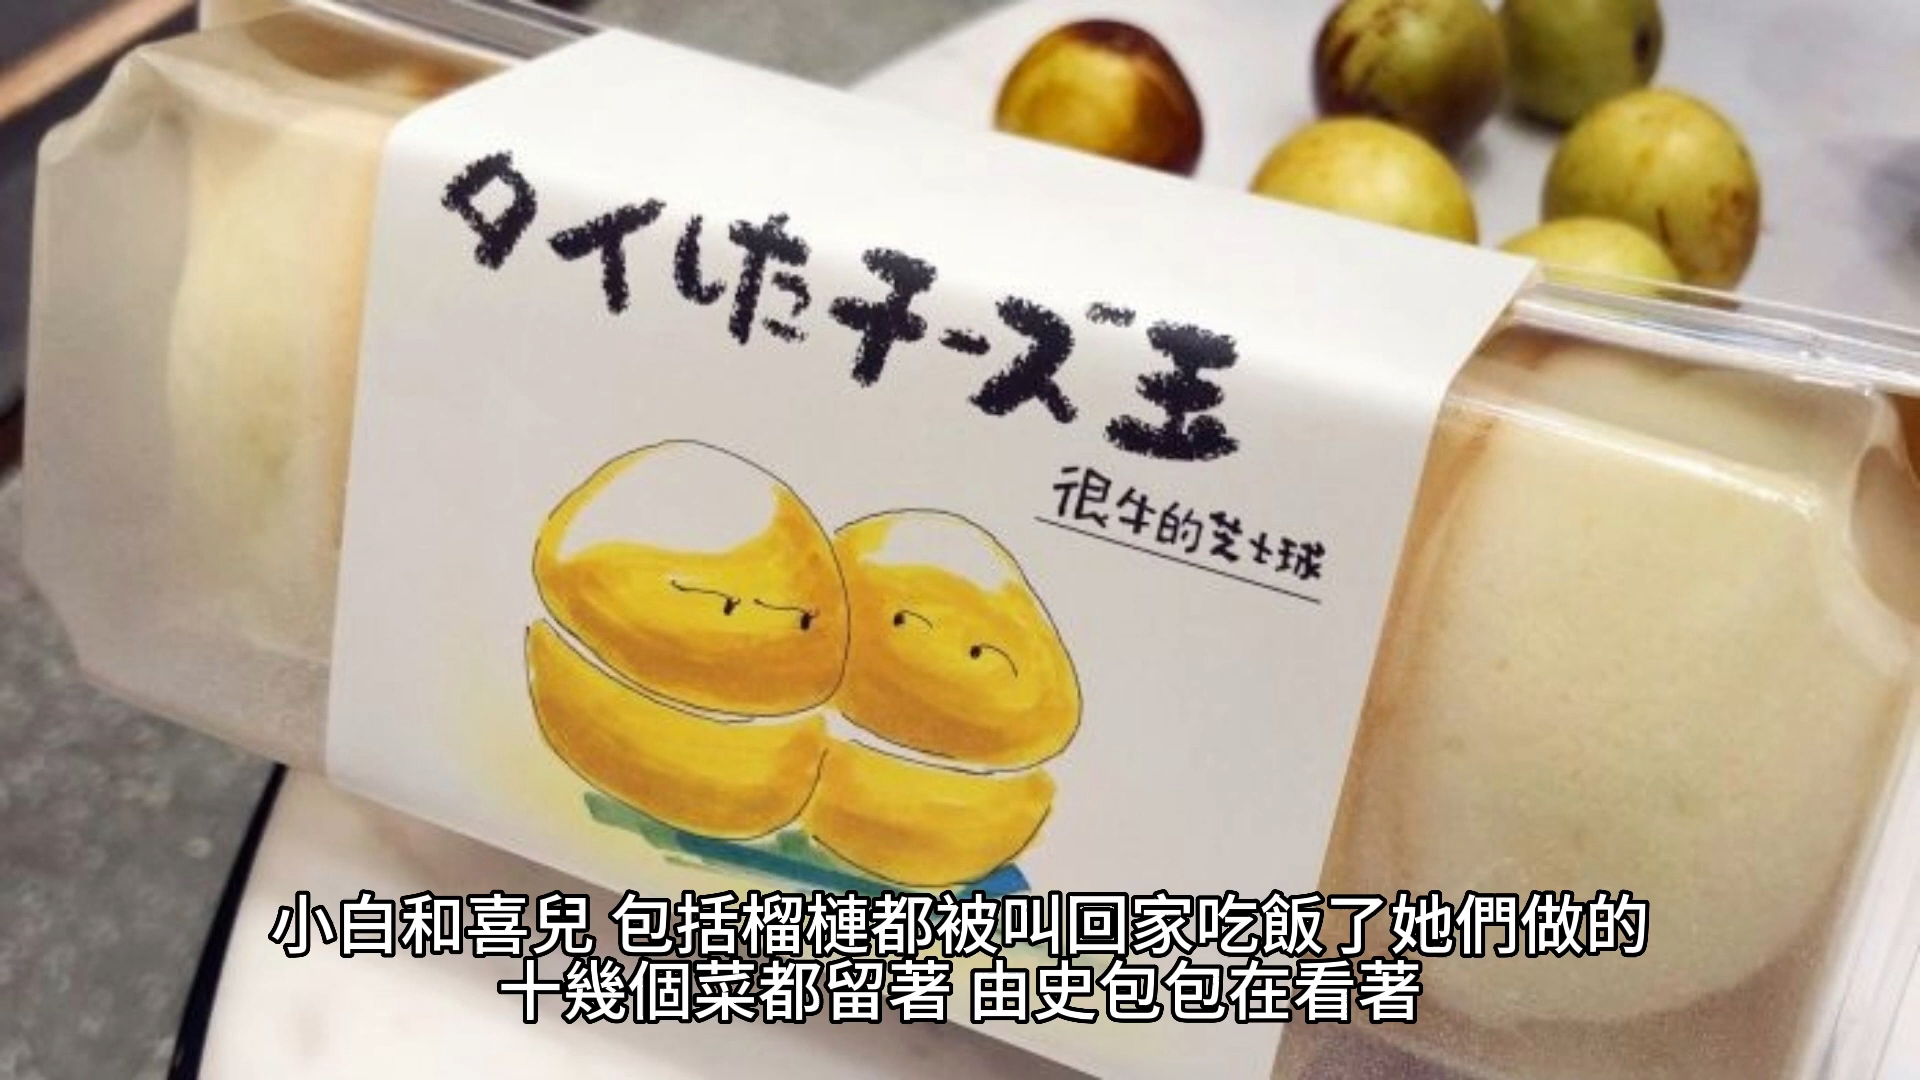 タイしたチーズ玉
很牛的芝士球
小白和喜兒 包括榴槤都被叫回家吃飯了她們做的
十幾個菜都留著 由史包包在看著